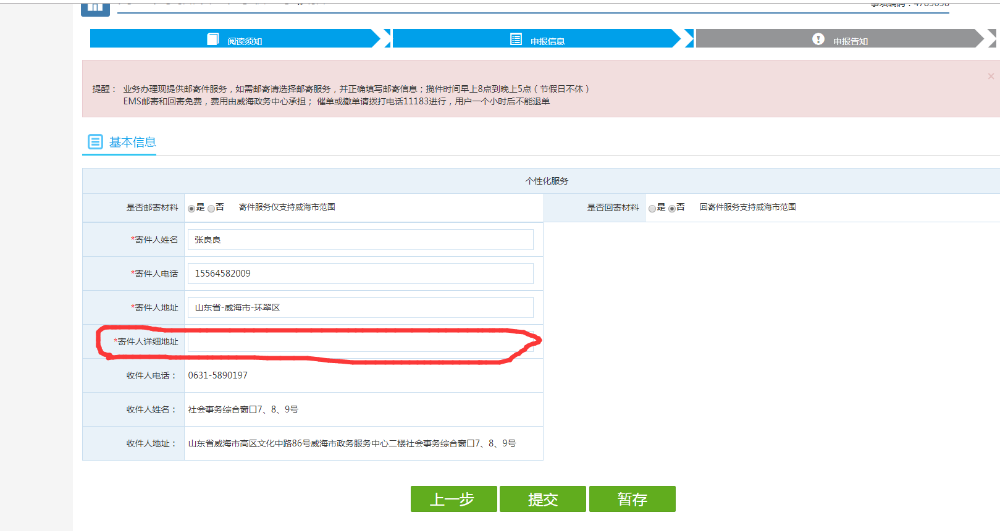 阅读须知
申报信息
申报告知
×
提醒： 业务办理现提供邮寄件服务，如需邮寄请选择邮寄服务，并正确填写邮寄信息；揽件时间早上8点到晚上5点（节假日不休）
EMS邮寄和回寄免费，费用由威海政务中心承担； 催单或撤单请拨打电话11183进行，用户一个小时后不能退单
基本信息
个性化服务
是否邮寄材料 是 否 寄件服务仅支持威海市范围 是否回寄材料 是 否 回寄件服务支持威海市范围
*寄件人姓名 张良良
*寄件人电话 15564582009
*寄件人地址 山东省-威海市-环翠区
*寄件人详细地址
收件人电话： 0631-5890197
收件人姓名： 社会事务综合窗口7、8、9号
收件人地址： 山东省威海市高区文化中路86号威海市政务服务中心二楼社会事务综合窗口7、8、9号
上一步 提交 暂存